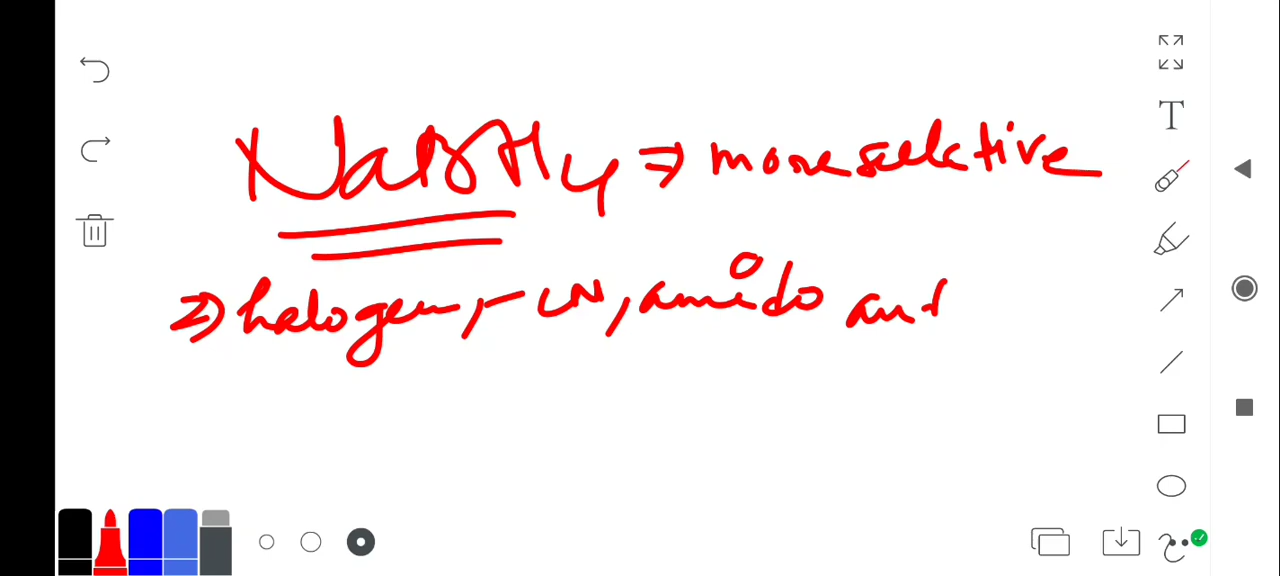 NaBH4 ⇒ more selective
⇒ halogen, -CN, amido and
T